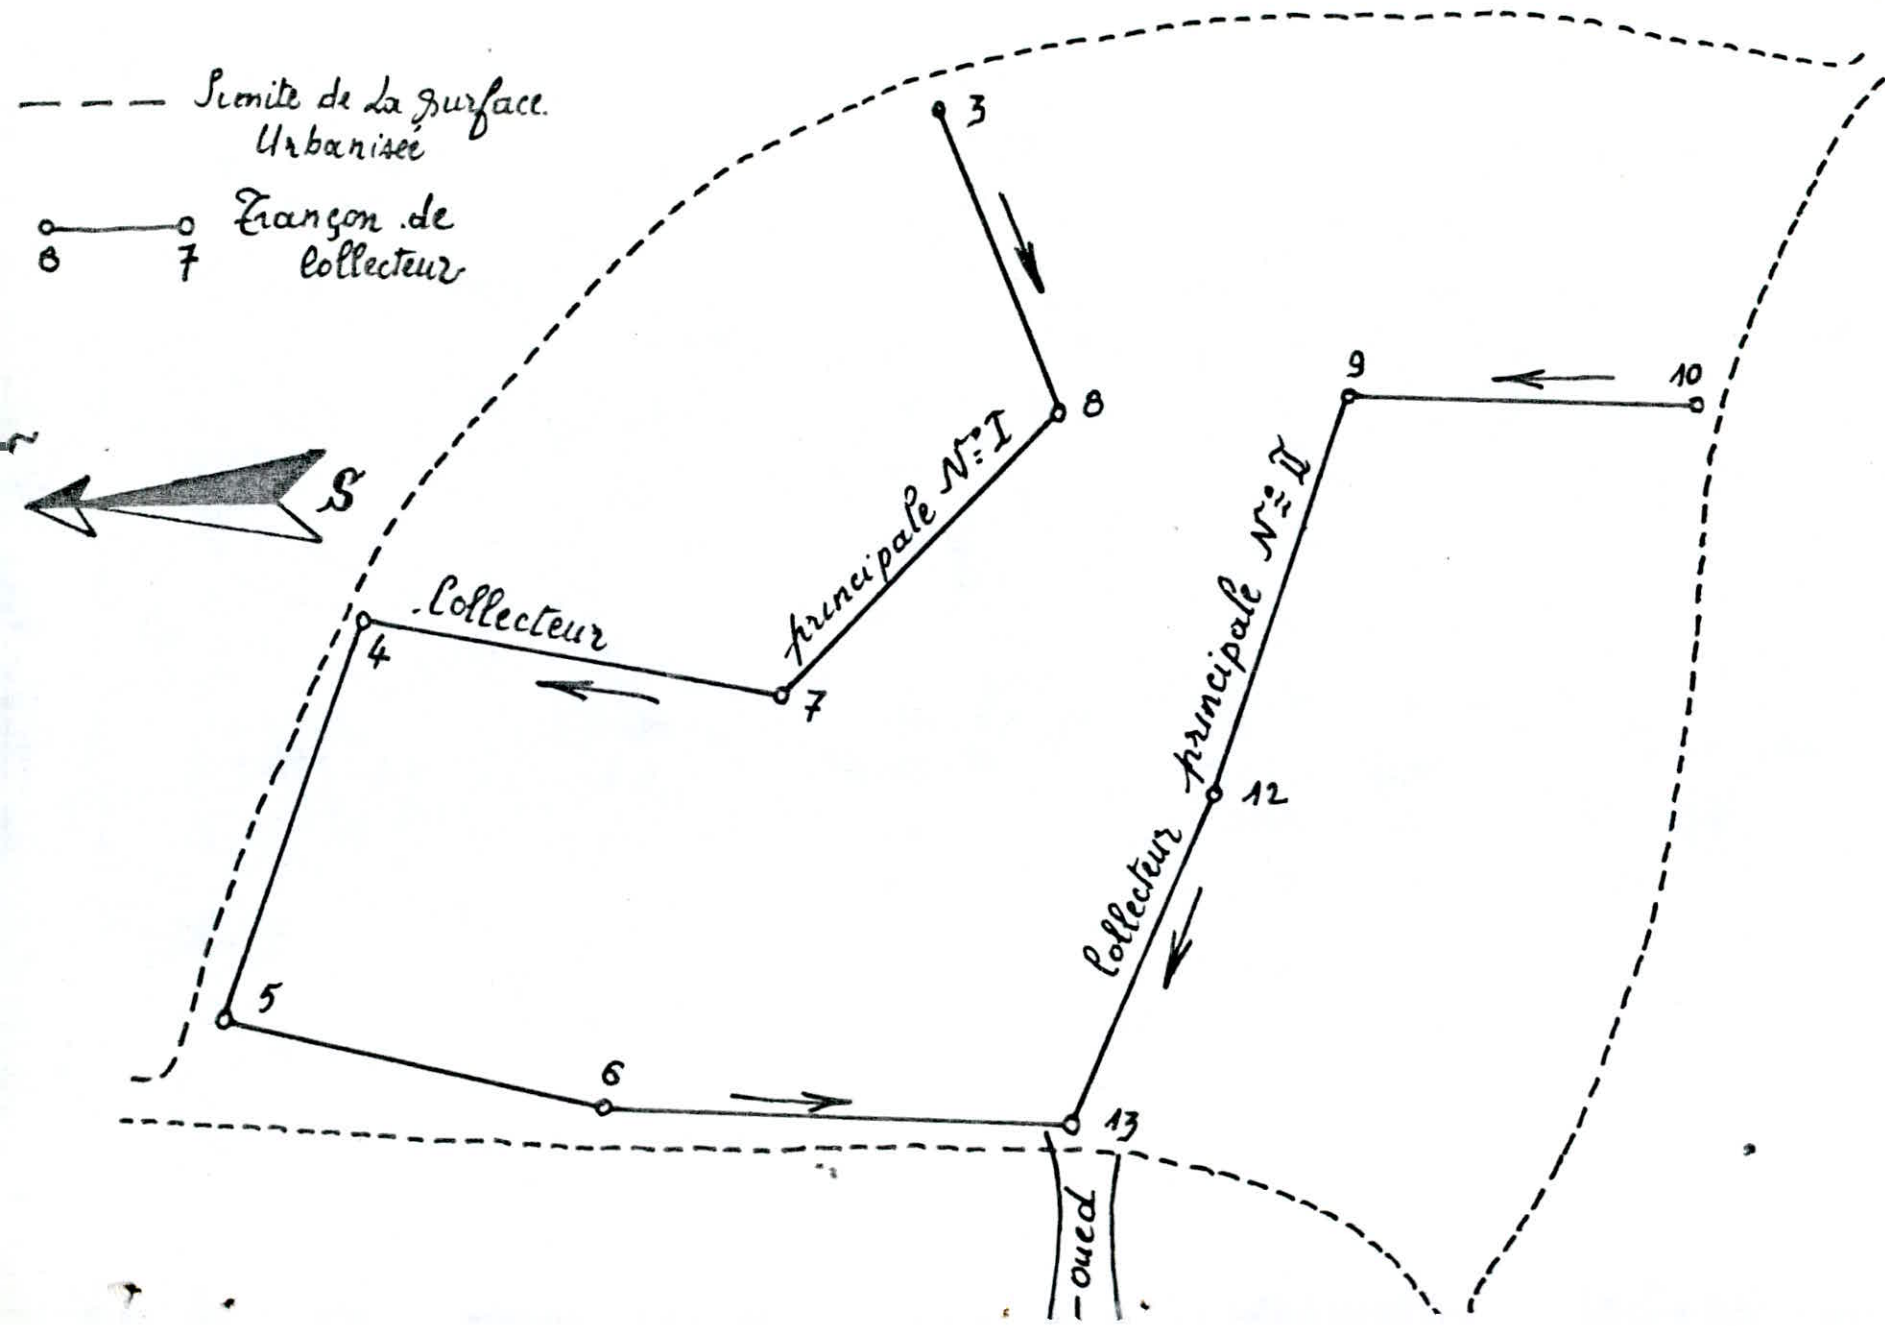 Limite de La Surface.
Urbanisée
8 7 Trançon de
Collecteur
3
8
9
10
S
principale N° I
principale N° II
Collecteur
4
7
12
Collecteur
5
6
13
oued